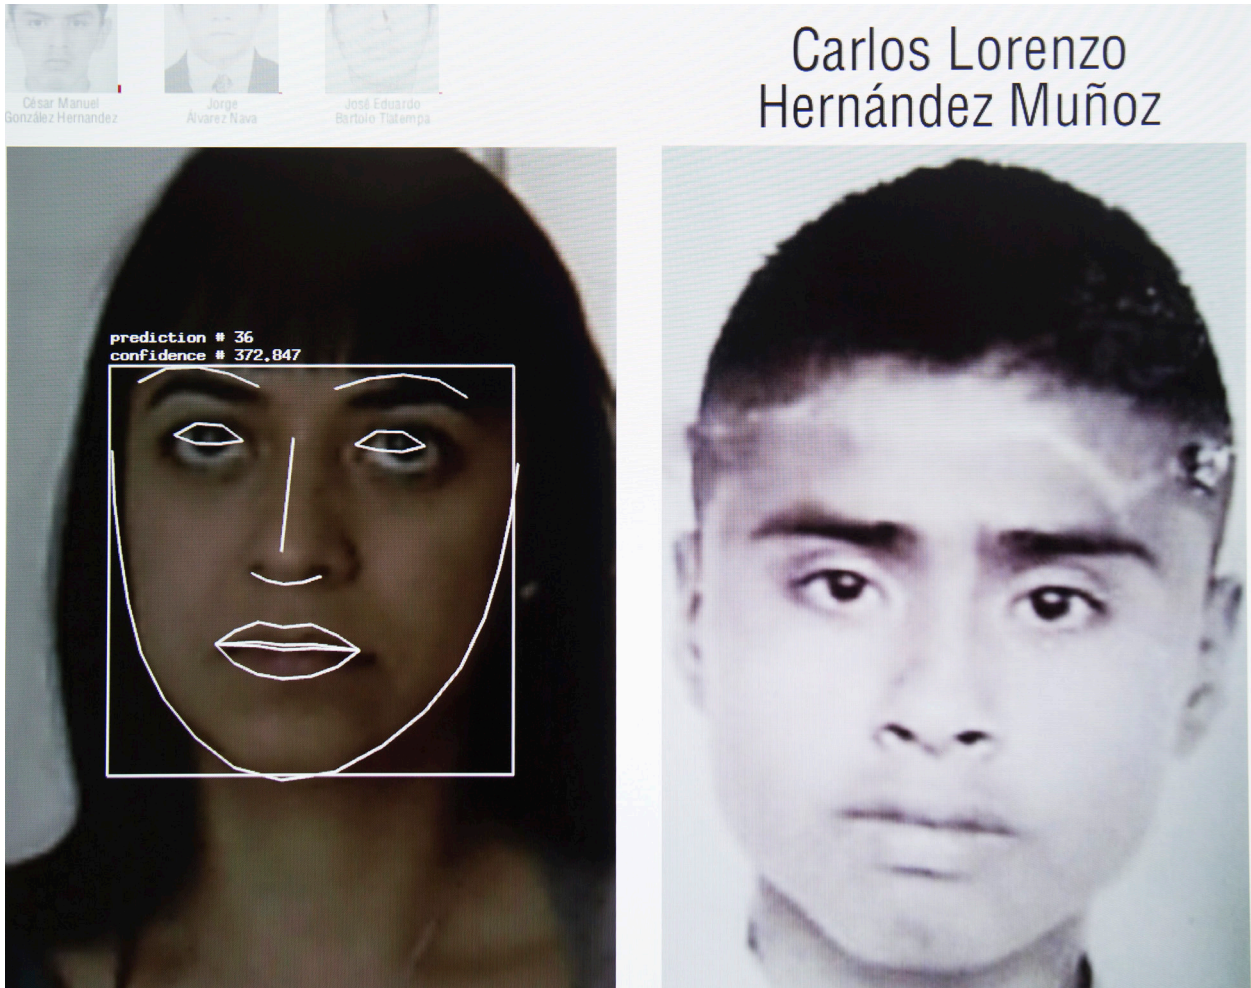 César Manuel
González Hernandez
Jorge
Álvarez Nava
José Eduardo
Bartolo Tlatempa
Carlos Lorenzo
Hernández Muñoz
prediction # 36
confidence # 372,847